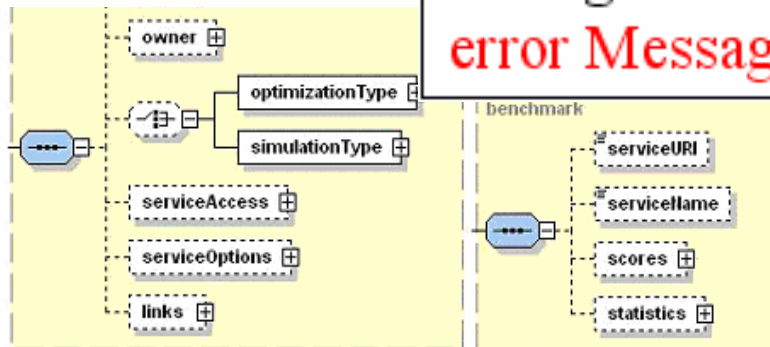 error Messag
owner
optimizationType
simulationType
serviceAccess
serviceOptions
links
benchmark
serviceURI
serviceName
scores
statistics